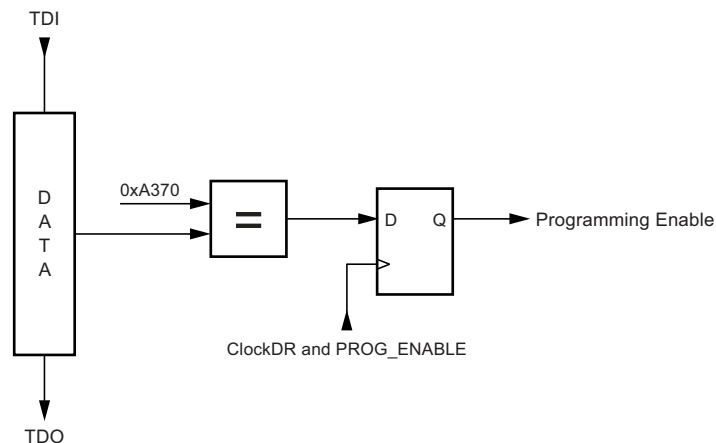 TDI
D
A
T
A
0xA370
=
D Q
Programming Enable
ClockDR and PROG_ENABLE
TDO